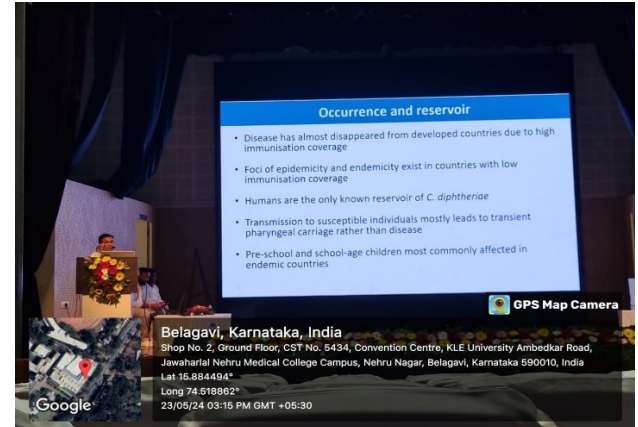 Occurrence and reservoir
• Disease has almost disappeared from developed countries due to high
immunisation coverage
• Foci of epidemicity and endemicity exist in countries with low
immunisation coverage
• Humans are the only known reservoir of C. diphtheriae
• Transmission to susceptible individuals mostly leads to transient
pharyngeal carriage rather than disease
• Pre-school and school-age children most commonly affected in
endemic countries
GPS Map Camera
Belagavi, Karnataka, India
Shop No. 2, Ground Floor, CST No. 5434, Convention Centre, KLE University Ambedkar Road,
Jawaharlal Nehru Medical College Campus, Nehru Nagar, Belagavi, Karnataka 590010, India
Lat 15.884494°
Long 74.518862°
23/05/24 03:15 PM GMT +05:30
Google